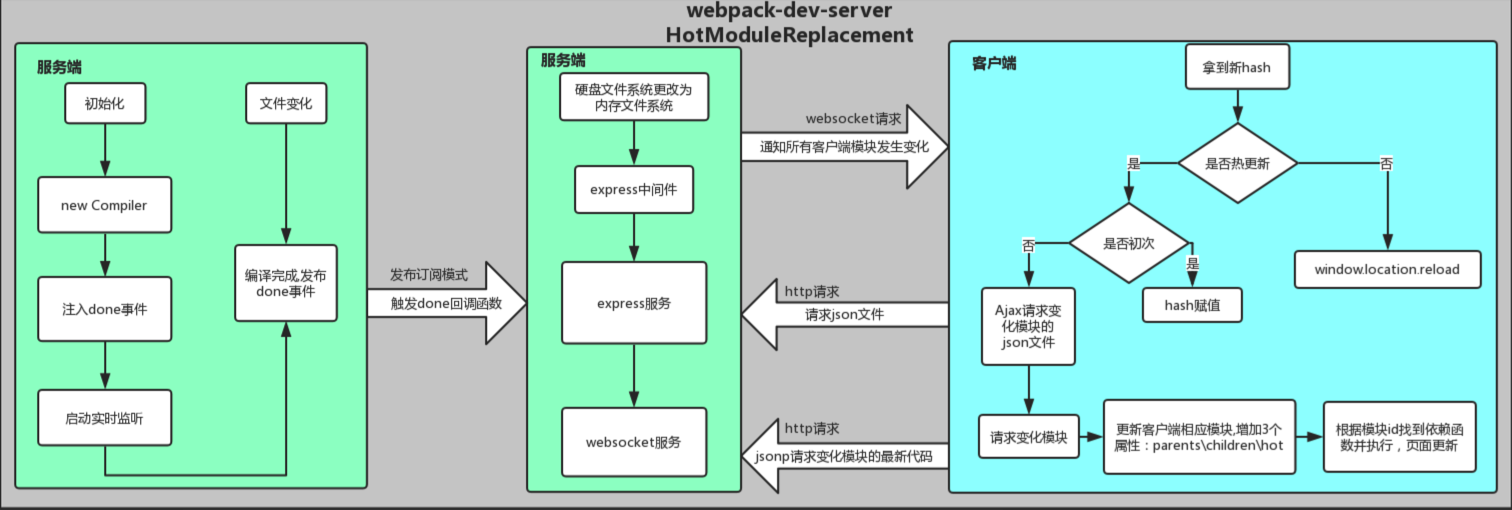 webpack-dev-server
HotModuleReplacement
服务端
初始化
new Compiler
注入done事件
启动实时监听
文件变化
编译完成,发布
done事件
发布订阅模式
触发done回调函数
服务端
硬盘文件系统更改为
内存文件系统
express中间件
express服务
websocket服务
websocket请求
通知所有客户端模块发生变化
http请求
请求json文件
http请求
jsonp请求变化模块的最新代码
客户端
拿到新hash
是否热更新
是
否
是否初次
否
是
window.location.reload
hash赋值
Ajax请求变
化模块的
json文件
请求变化模块
更新客户端相应模块,增加3个
属性：parents\children\hot
根据模块id找到依赖函
数并执行，页面更新